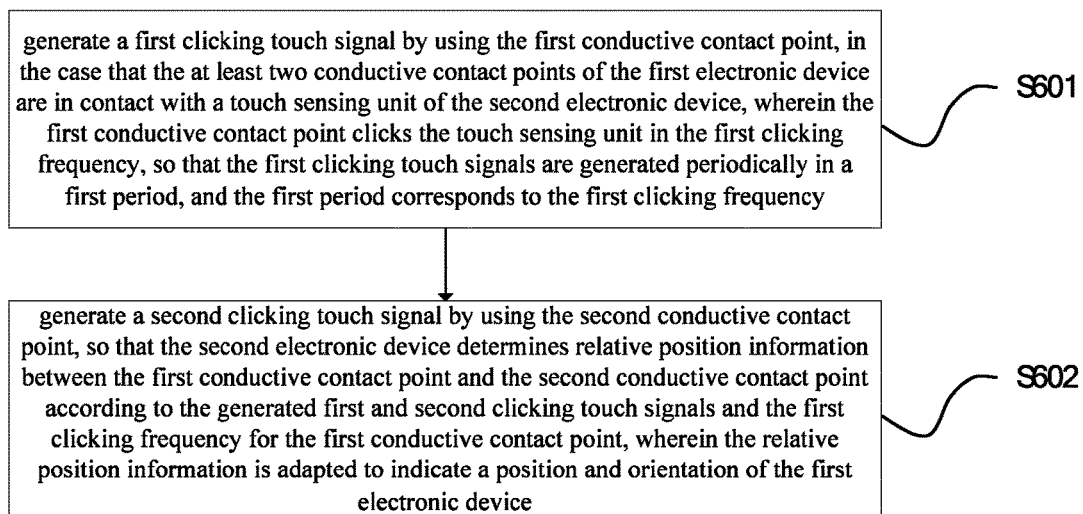 generate a first clicking touch signal by using the first conductive contact point, in
the case that the at least two conductive contact points of the first electronic device
are in contact with a touch sensing unit of the second electronic device, wherein the
first conductive contact point clicks the touch sensing unit in the first clicking
frequency, so that the first clicking touch signals are generated periodically in a
first period, and the first period corresponds to the first clicking frequency
S601
generate a second clicking touch signal by using the second conductive contact
point, so that the second electronic device determines relative position information
between the first conductive contact point and the second conductive contact point
according to the generated first and second clicking touch signals and the first
clicking frequency for the first conductive contact point, wherein the relative
position information is adapted to indicate a position and orientation of the first
electronic device
S602